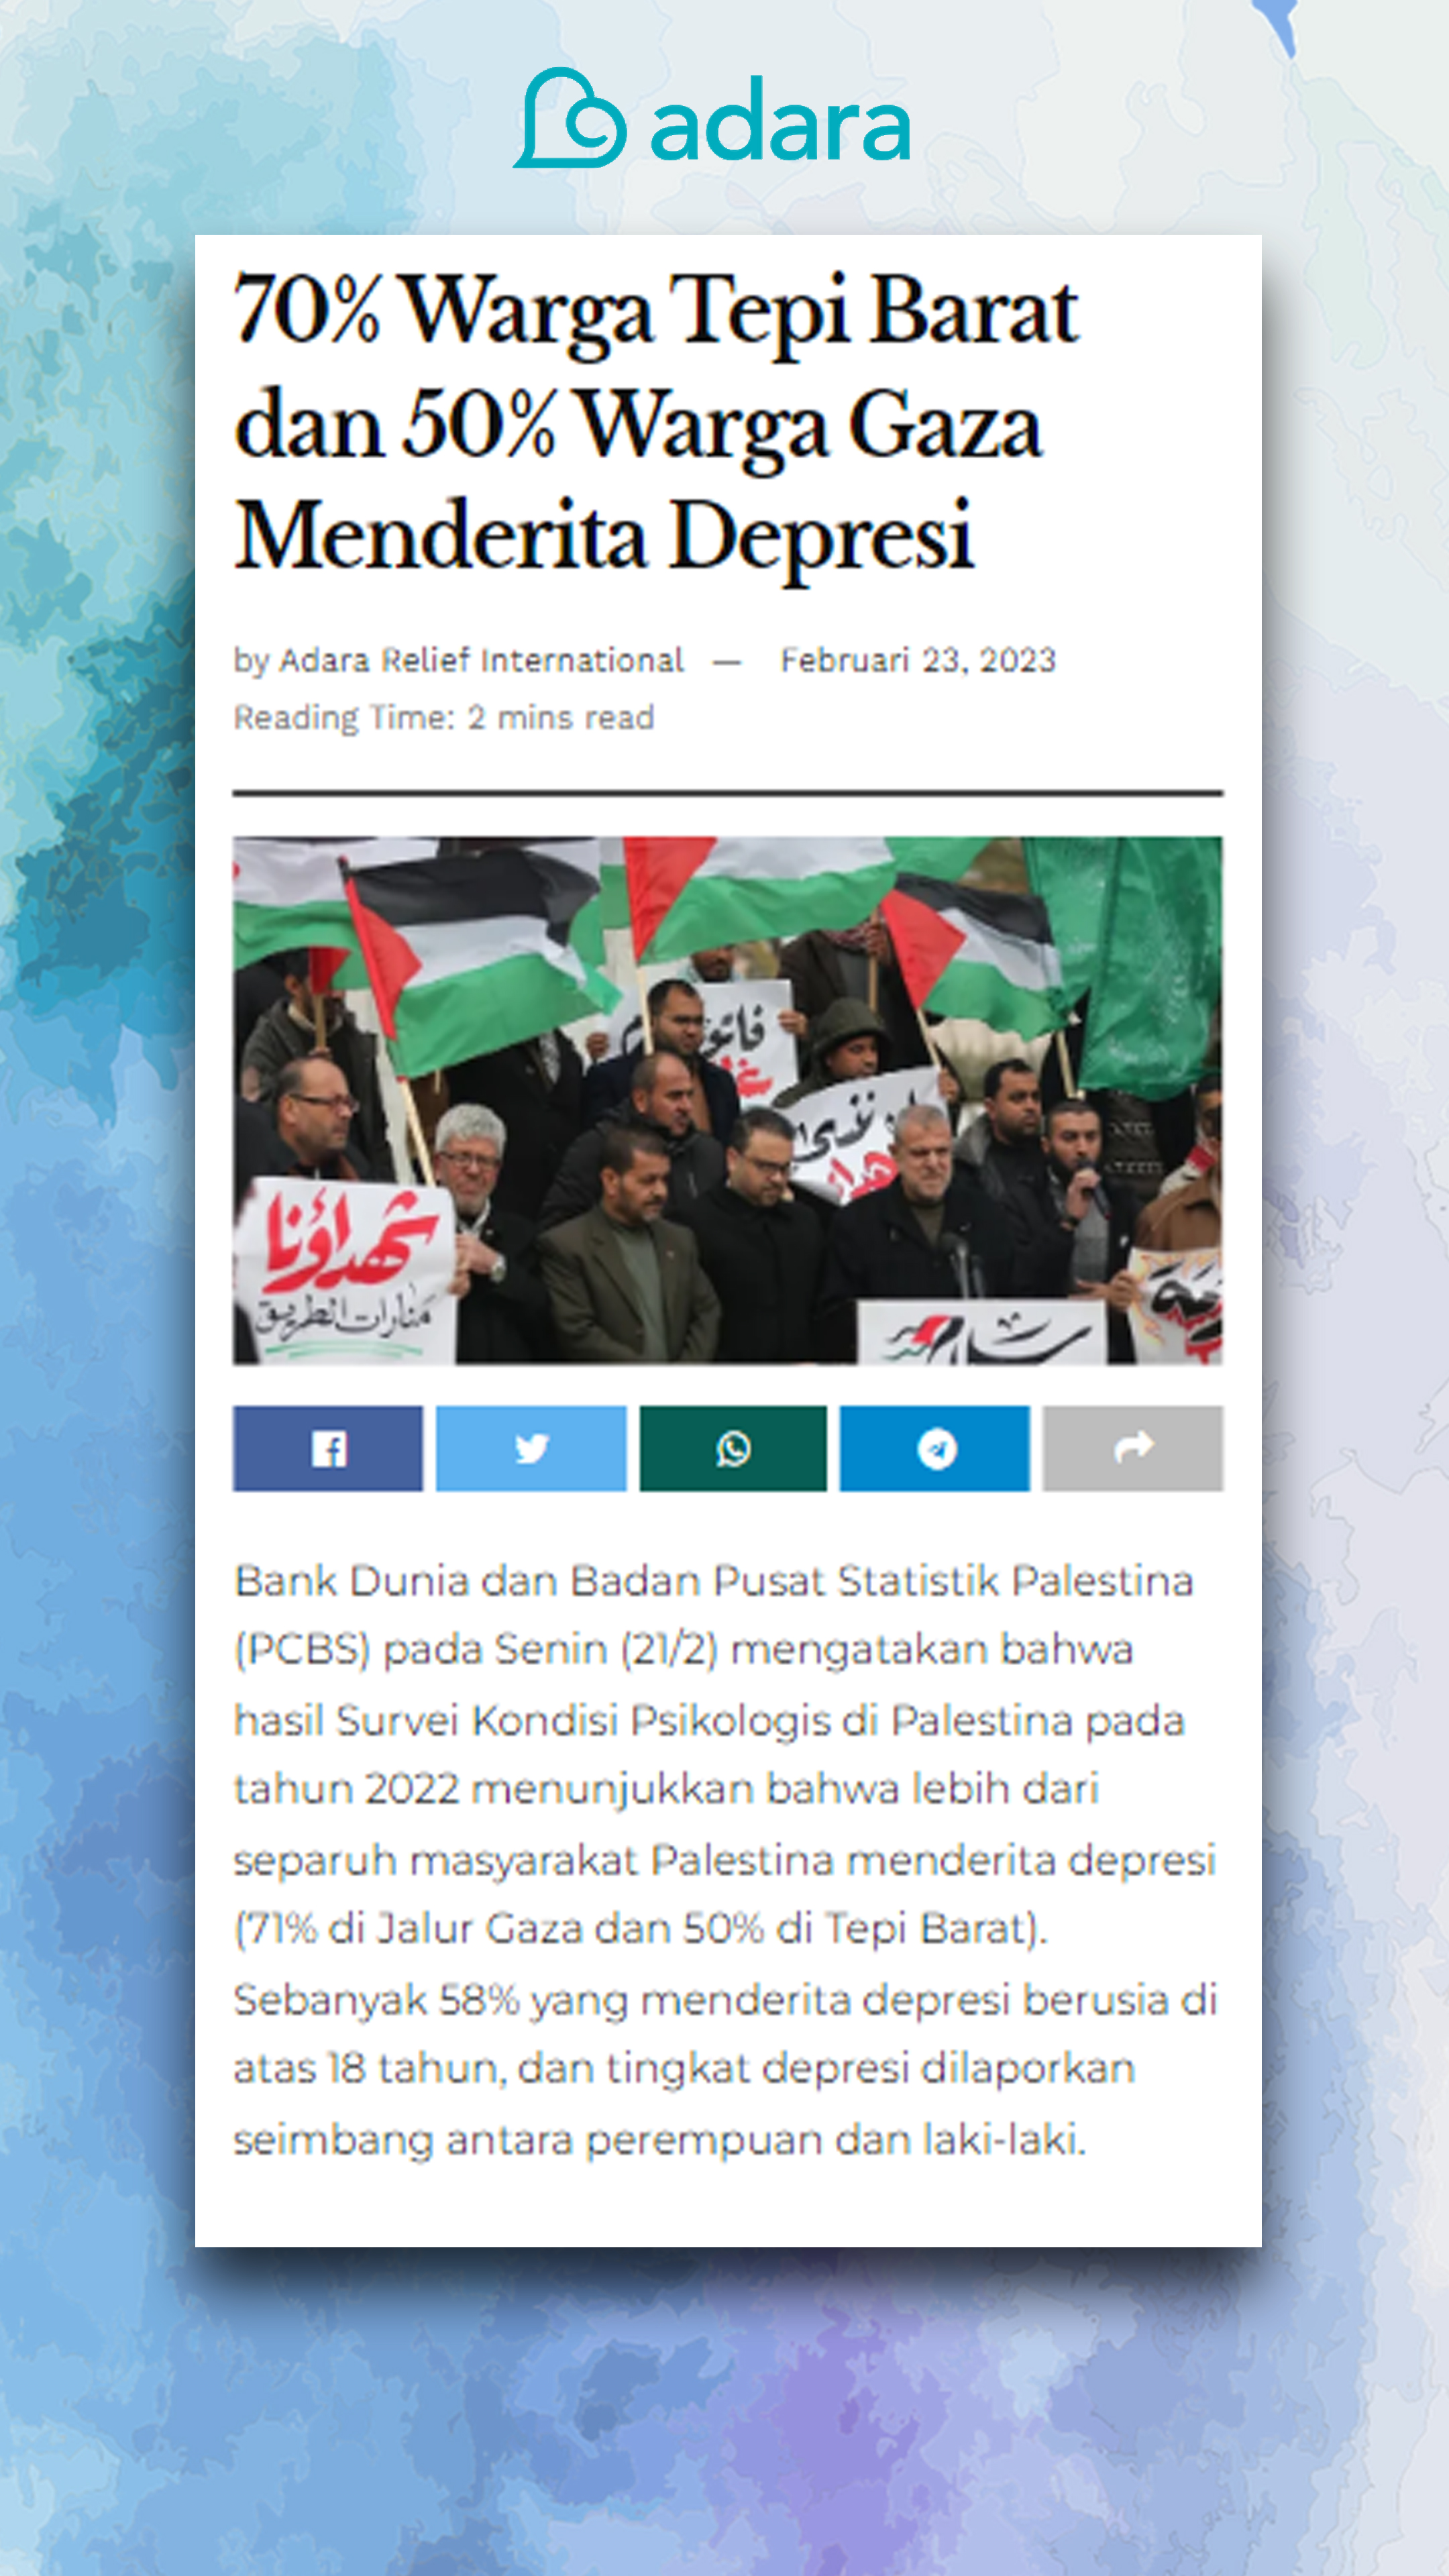 adara
70% Warga Tepi Barat
dan 50% Warga Gaza
Menderita Depresi
by Adara Relief International — Februari 23, 2023
Reading Time: 2 mins read
شهداؤنا
منارات الطريق
Bank Dunia dan Badan Pusat Statistik Palestina
(PCBS) pada Senin (21/2) mengatakan bahwa
hasil Survei Kondisi Psikologis di Palestina pada
tahun 2022 menunjukkan bahwa lebih dari
separuh masyarakat Palestina menderita depresi
(71% di Jalur Gaza dan 50% di Tepi Barat).
Sebanyak 58% yang menderita depresi berusia di
atas 18 tahun, dan tingkat depresi dilaporkan
seimbang antara perempuan dan laki-laki.